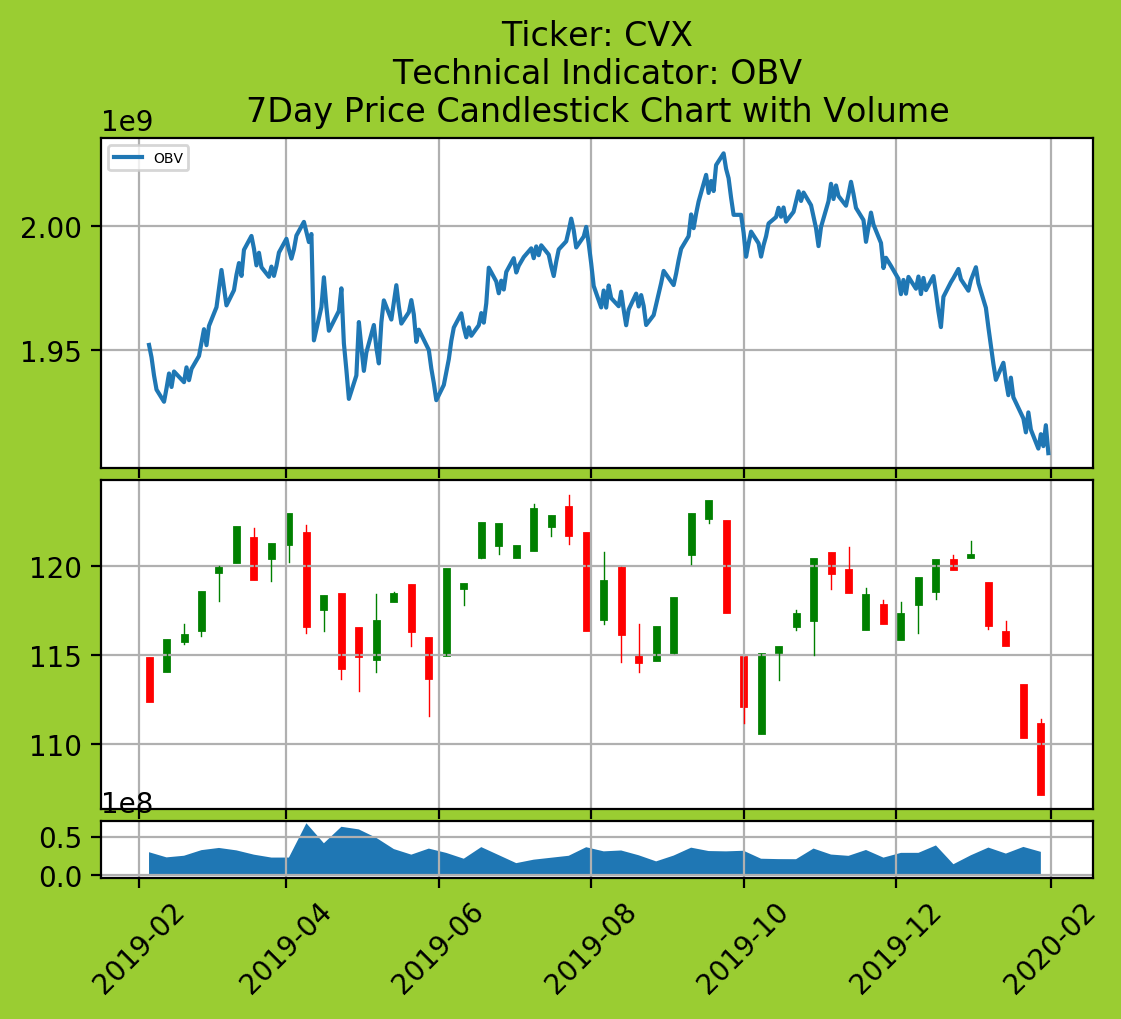 Ticker: CVX
Technical Indicator: OBV
7Day Price Candlestick Chart with Volume
1e9
OBV
2.00
1.95
120
115
110
1e8
0.5
0.0
2019-02
2019-04
2019-06
2019-08
2019-10
2019-12
2020-02